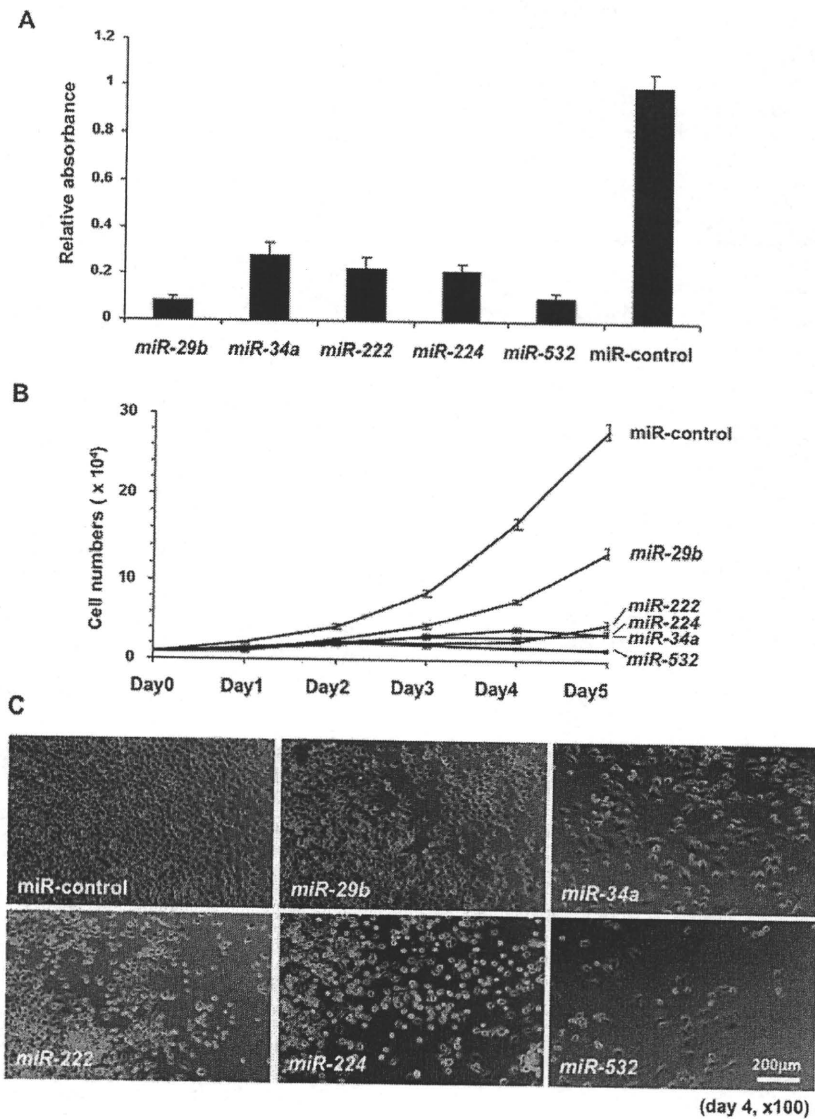 A
1.2
1
0.8
0.6
0.4
0.2
0
Relative absorbance
miR-29b miR-34a miR-222 miR-224 miR-532 miR-control
B
30
20
10
0
Cell numbers ( x 10⁴)
miR-control
miR-29b
miR-222
miR-224
miR-34a
miR-532
Day0 Day1 Day2 Day3 Day4 Day5
C
miR-control miR-29b miR-34a
miR-222 miR-224 miR-532
200μm
(day 4, x100)